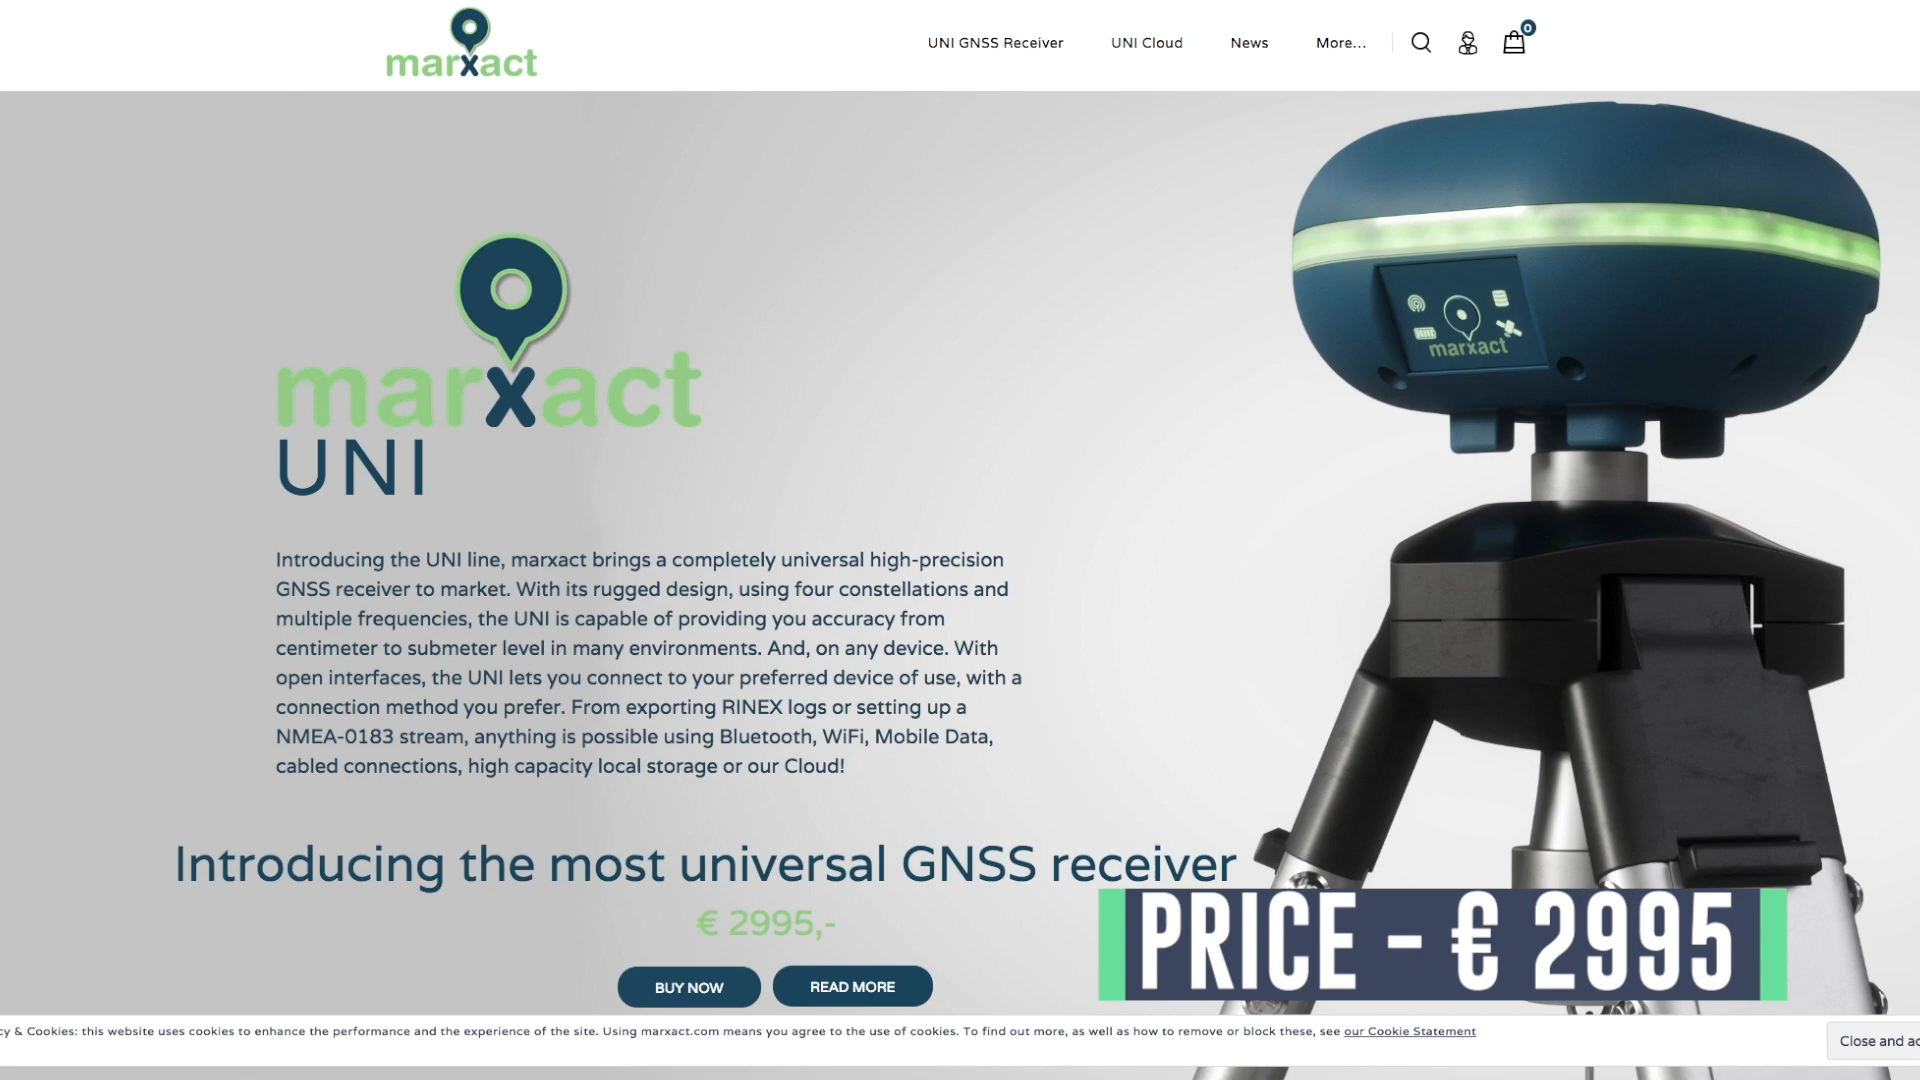 marxact
UNI GNSS Receiver
UNI Cloud
News
More...
0
marxact
marxact
UNI
Introducing the UNI line, marxact brings a completely universal high-precision
GNSS receiver to market. With its rugged design, using four constellations and
multiple frequencies, the UNI is capable of providing you accuracy from
centimeter to submeter level in many environments. And, on any device. With
open interfaces, the UNI lets you connect to your preferred device of use, with a
connection method you prefer. From exporting RINEX logs or setting up a
NMEA-0183 stream, anything is possible using Bluetooth, WiFi, Mobile Data,
cabled connections, high capacity local storage or our Cloud!
Introducing the most universal GNSS receiver
€ 2995,-
PRICE - € 2995
BUY NOW
READ MORE
cy & Cookies: this website uses cookies to enhance the performance and the experience of the site. Using marxact.com means you agree to the use of cookies. To find out more, as well as how to remove or block these, see our Cookie Statement
Close and ac